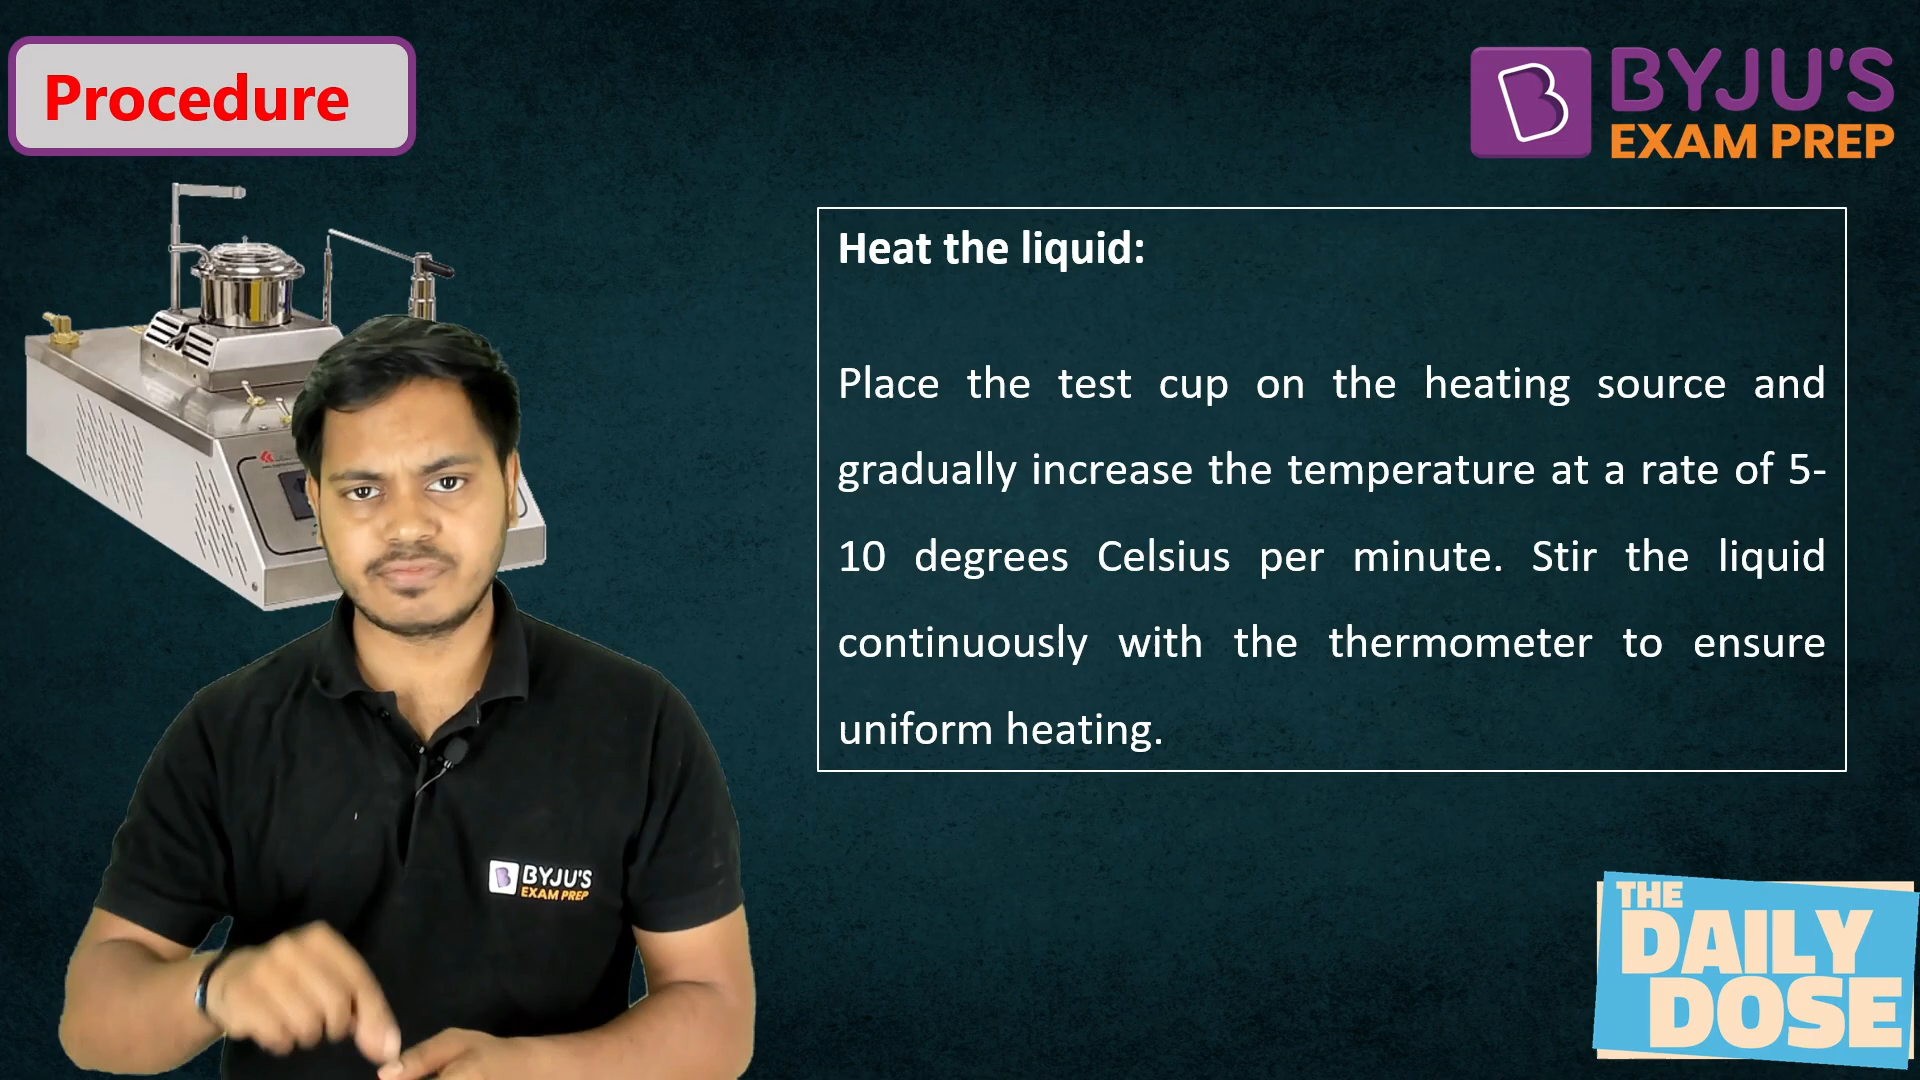 Procedure
BYJU'S
EXAM PREP
Heat the liquid:
Place the test cup on the heating source and
gradually increase the temperature at a rate of 5-
10 degrees Celsius per minute. Stir the liquid
continuously with the thermometer to ensure
uniform heating.
BYJU'S
EXAM PREP
THE
DAILY
DOSE